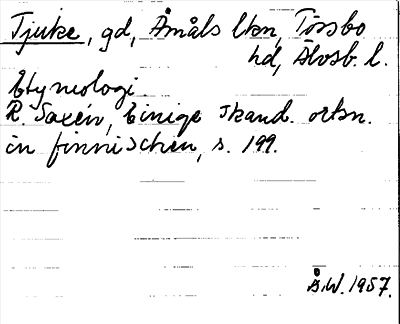 Tjuke, gd, Åmåls lkn, Tössbo
hd, Älvsb. l.
Etymologi.
R. Saxén, Einige skand. ortsn.
in finnischen, s. 199.
Å.W. 1957.